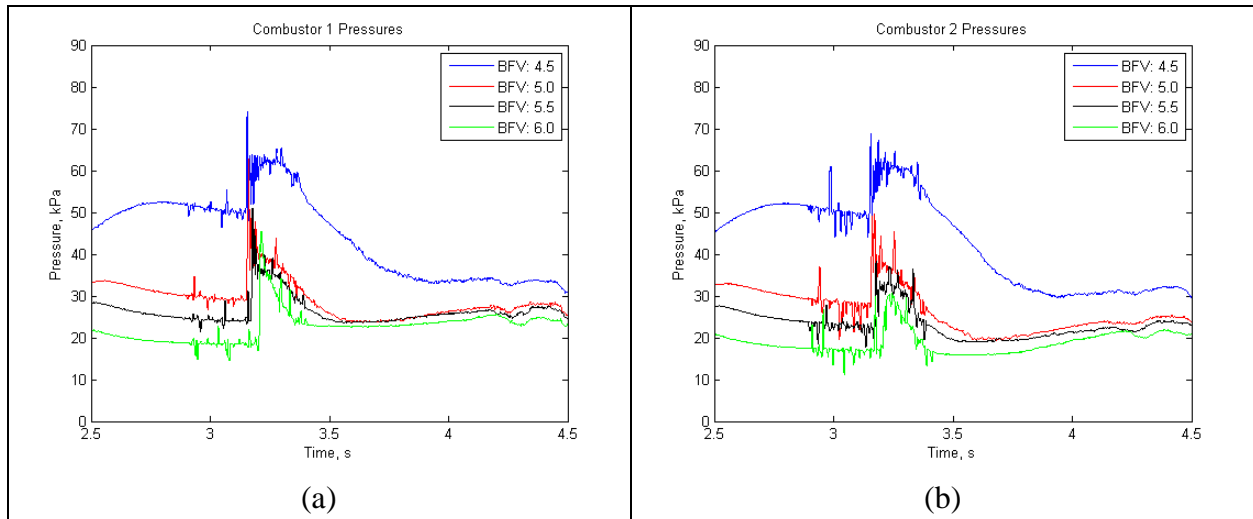 Combustor 1 Pressures
90
80
70
60
50
40
30
20
10
0
Pressure, kPa
BFV: 4.5
BFV: 5.0
BFV: 5.5
BFV: 6.0
2.5 3 3.5 4 4.5
Time, s
(a)
Combustor 2 Pressures
90
80
70
60
50
40
30
20
10
0
Pressure, kPa
BFV: 4.5
BFV: 5.0
BFV: 5.5
BFV: 6.0
2.5 3 3.5 4 4.5
Time, s
(b)